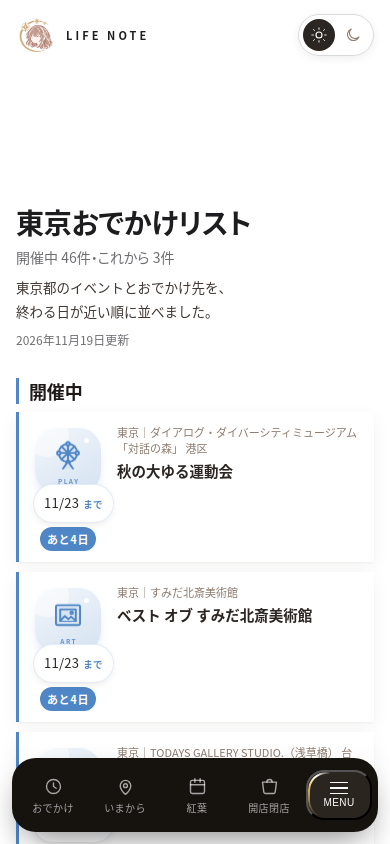 LIFE NOTE
東京おでかけリスト
開催中 46件・これから 3件
東京都のイベントとおでかけ先を、
終わる日が近い順に並べました。
2026年11月19日更新
開催中
東京｜ダイアログ・ダイバーシティミュージアム
「対話の森」 港区
秋の大ゆる運動会
PLAY
11/23 まで
あと4日
東京｜すみだ北斎美術館
ベスト オブ すみだ北斎美術館
ART
11/23 まで
あと4日
東京｜TODAYS GALLERY STUDIO.（浅草橋） 台
おでかけ
いまから
紅葉
開店閉店
MENU